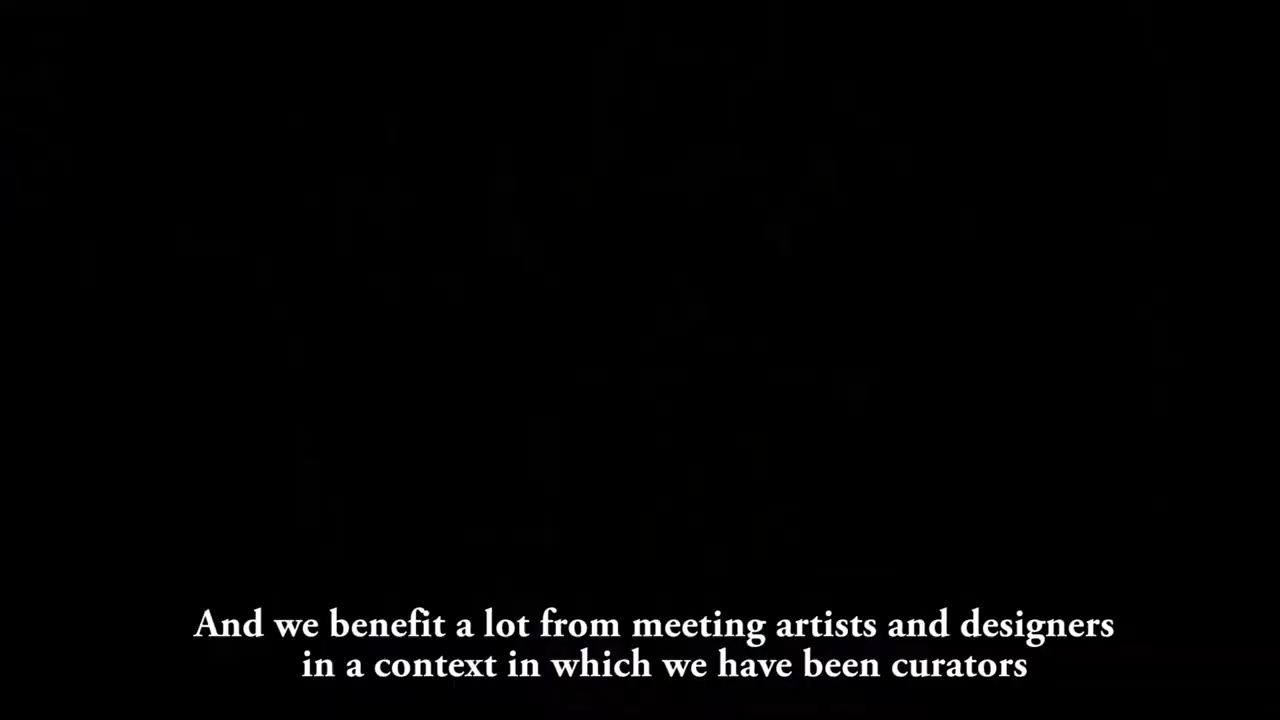 And we benefit a lot from meeting artists and designers
in a context in which we have been curators